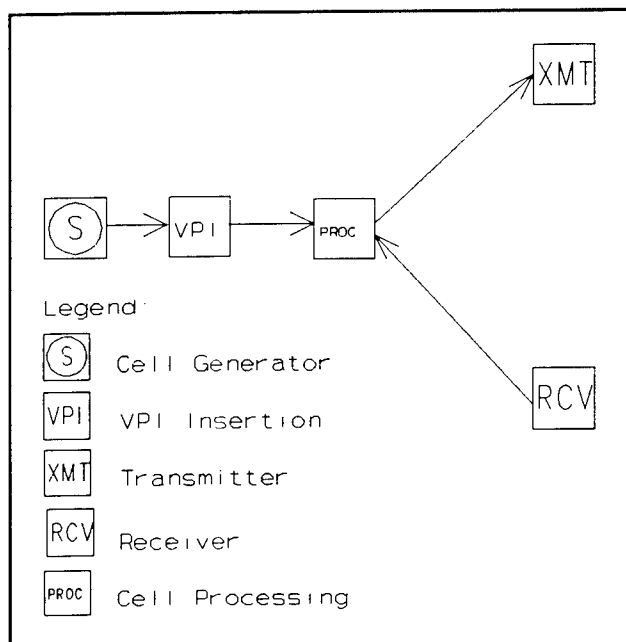 XMT
S
VPI
PROC
RCV
Legend
S Cell Generator
VPI VPI Insertion
XMT Transmitter
RCV Receiver
PROC Cell Processing